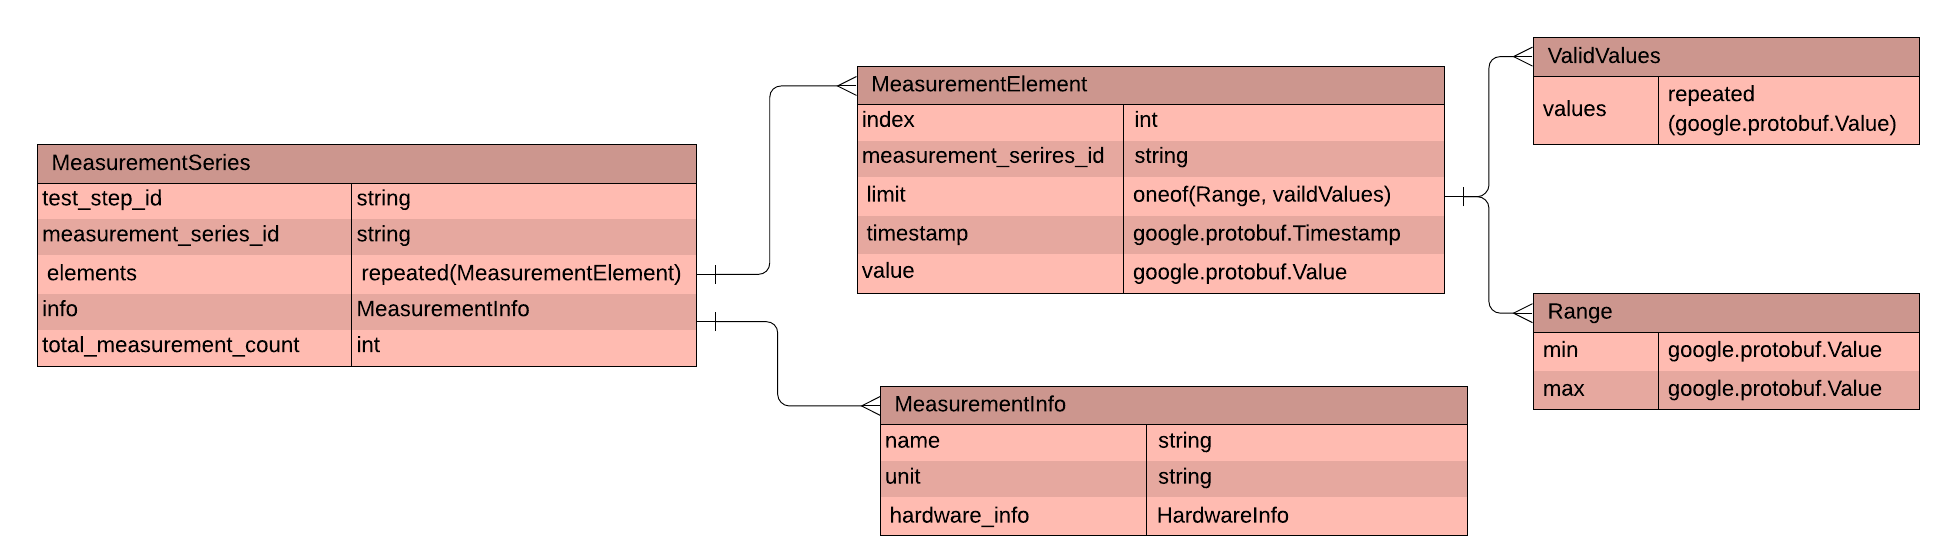 MeasurementSeries
test_step_id string
measurement_series_id string
elements repeated(MeasurementElement)
info MeasurementInfo
total_measurement_count int
MeasurementElement
index int
measurement_serires_id string
limit oneof(Range, vaildValues)
timestamp google.protobuf.Timestamp
value google.protobuf.Value
MeasurementInfo
name string
unit string
hardware_info HardwareInfo
ValidValues
values repeated
(google.protobuf.Value)
Range
min google.protobuf.Value
max google.protobuf.Value